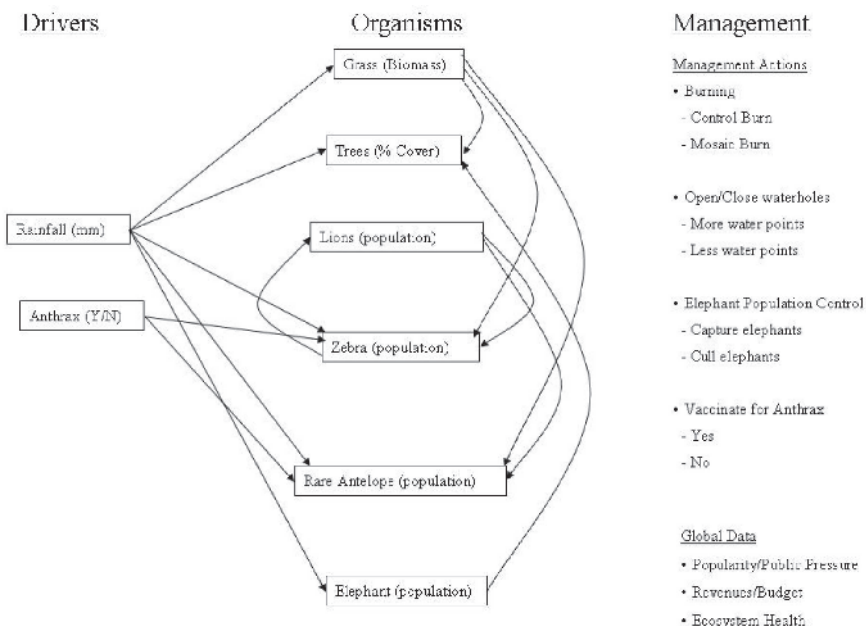 Drivers
Organisms
Management
Grass (Biomass)
Trees (% Cover)
Rainfall (mm)
Lions (population)
Anthrax (Y/N)
Zebra (population)
Rare Antelope (population)
Elephant (population)
Management Actions
• Burning
- Control Burn
- Mosaic Burn
• Open/Close waterholes
- More water points
- Less water points
• Elephant Population Control
- Capture elephants
- Cull elephants
• Vaccinate for Anthrax
- Yes
- No
Global Data
• Popularity/Public Pressure
• Revenues/Budget
• Ecosystem Health